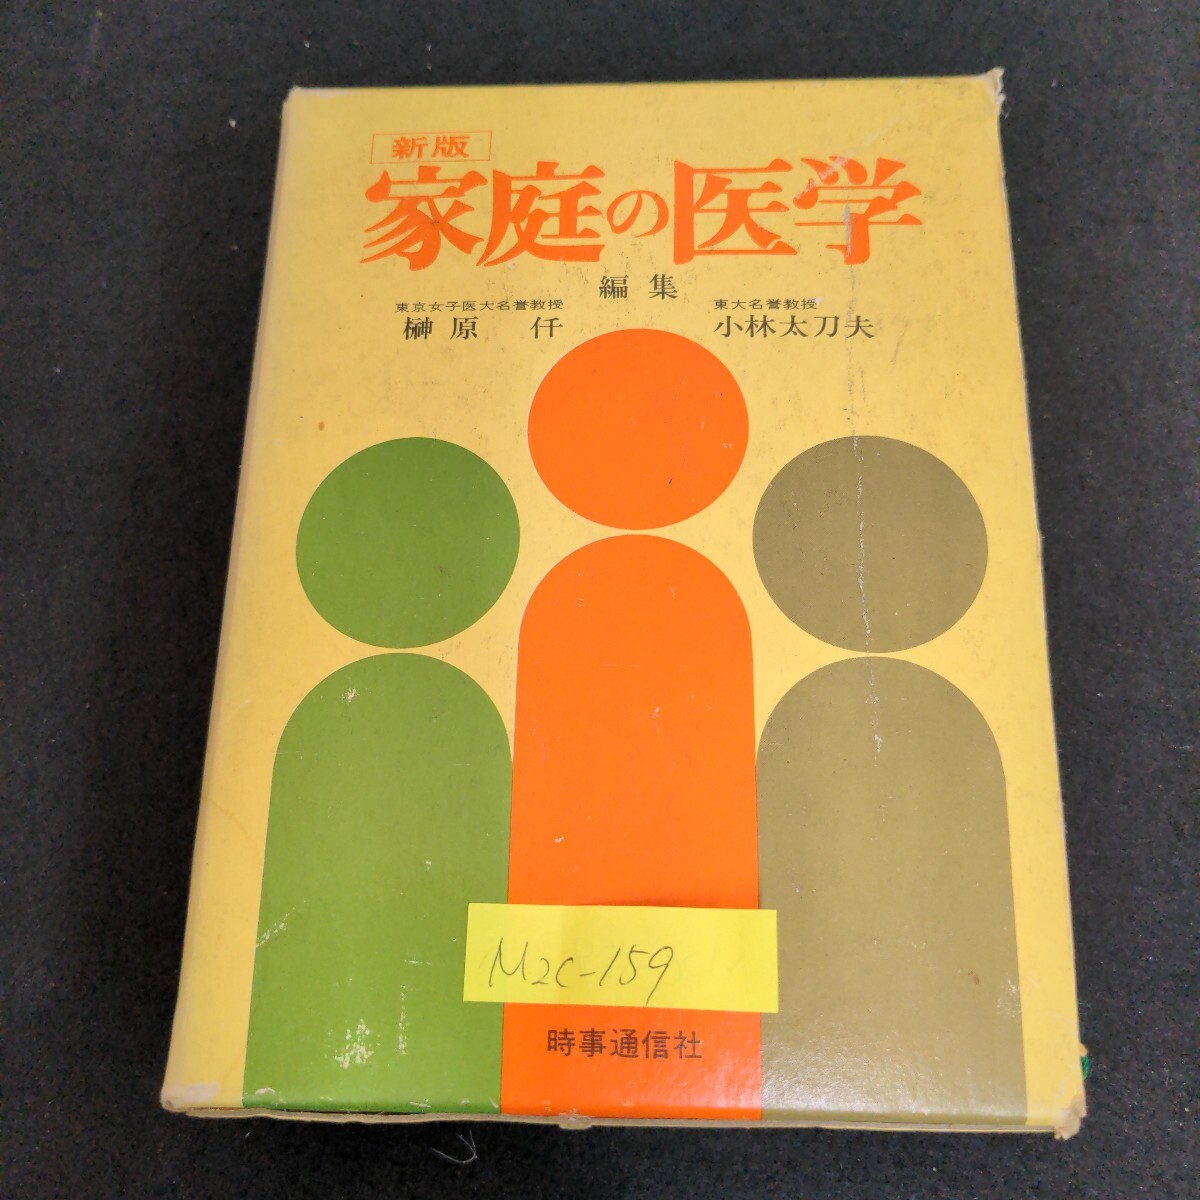 新版
家庭の医学
編集
東京女子医大名誉教授
榊原 仟
東大名誉教授
小林太刀夫
M2C-159
時事通信社